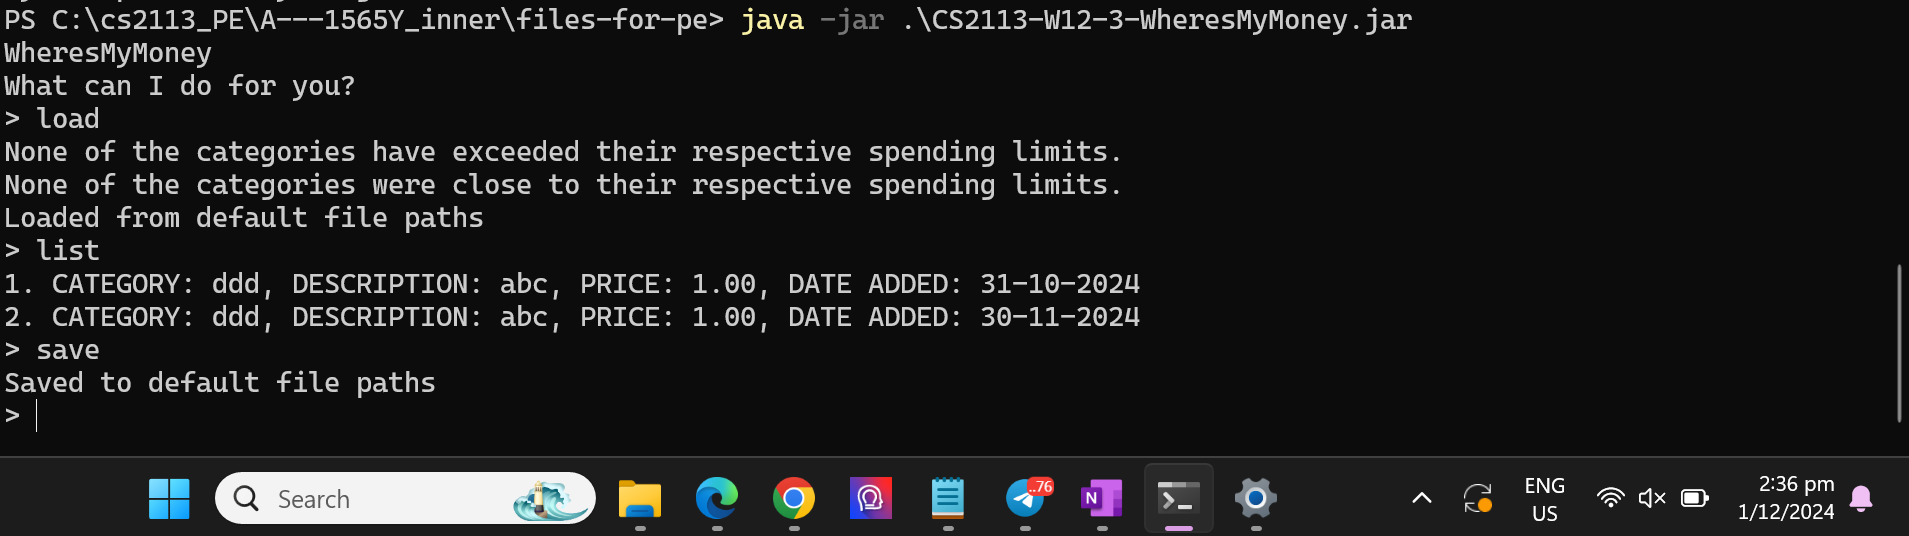 PS C:\cs2113_PE\A---1565Y_inner\files-for-pe> java -jar .\CS2113-W12-3-WheresMyMoney.jar
WheresMyMoney
What can I do for you?
> load
None of the categories have exceeded their respective spending limits.
None of the categories were close to their respective spending limits.
Loaded from default file paths
> list
1. CATEGORY: ddd, DESCRIPTION: abc, PRICE: 1.00, DATE ADDED: 31-10-2024
2. CATEGORY: ddd, DESCRIPTION: abc, PRICE: 1.00, DATE ADDED: 30-11-2024
> save
Saved to default file paths
>
Search
..76
N
ENG
US
2:36 pm
1/12/2024